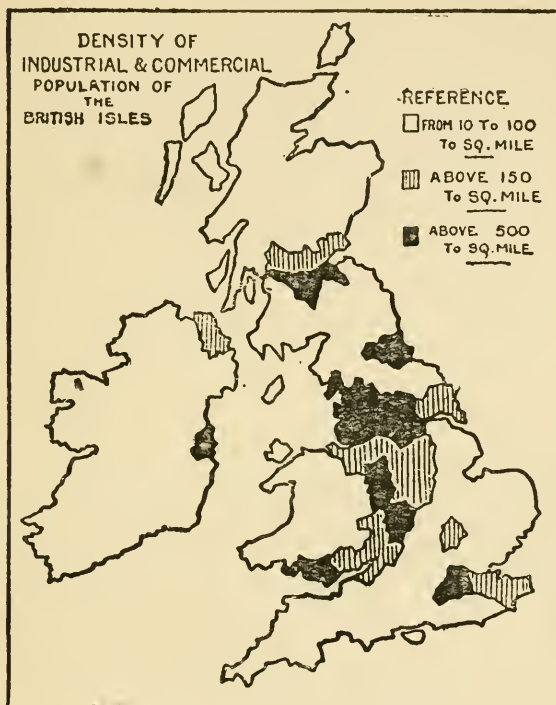 DENSITY OF
INDUSTRIAL & COMMERCIAL
POPULATION OF
THE
BRITISH ISLES
REFERENCE
FROM 10 TO 100
TO SQ. MILE
ABOVE 150
TO SQ. MILE
ABOVE 500
TO SQ. MILE